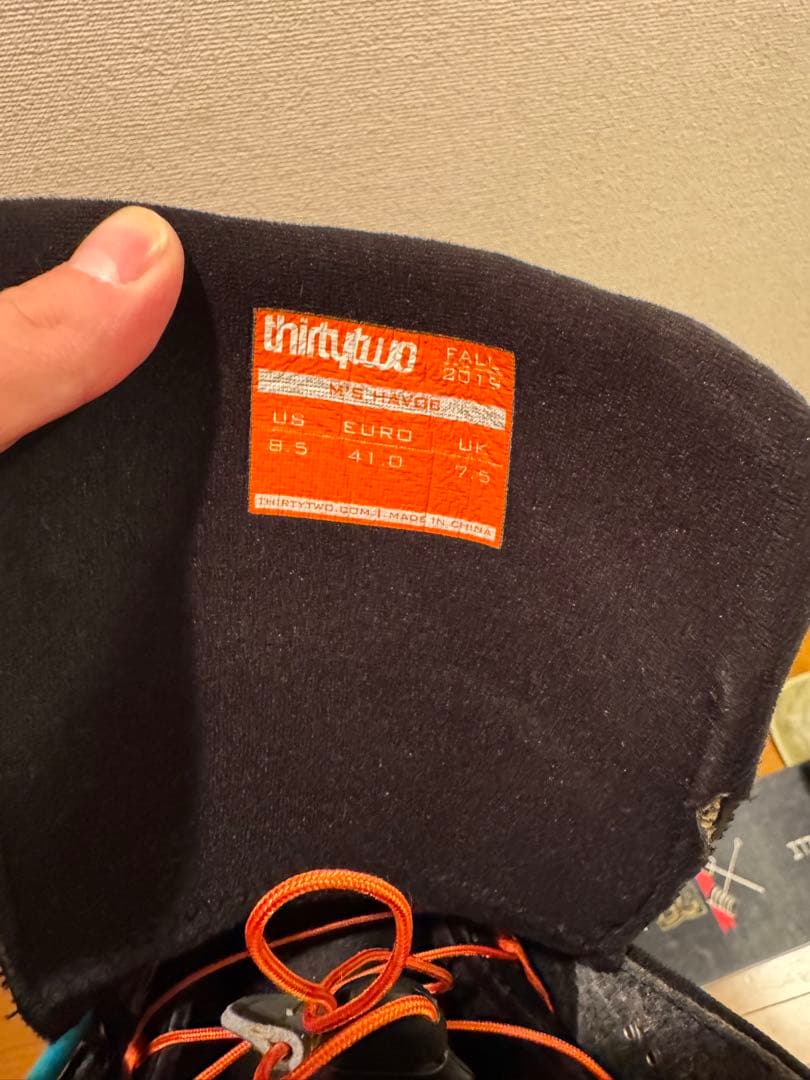 thirtytwo
FALL
2015
M'S HAVOC
US EURO UK
8.5 41.0 7.5
THIRTYTWO.COM | MADE IN CHINA